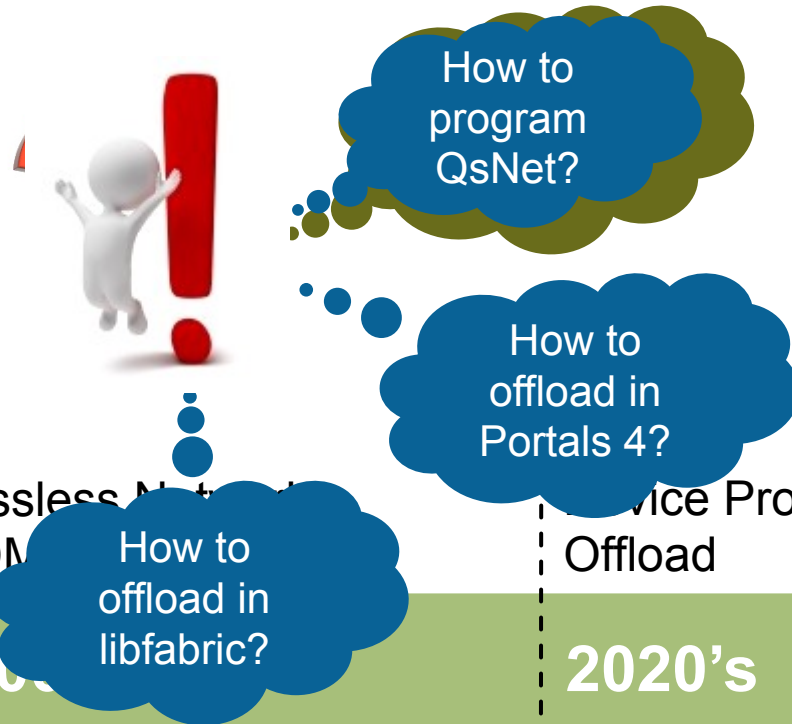 How to
program
QsNet?
How to
offload in
Portals 4?
How to
offload in
libfabric?
Offload
2020’s